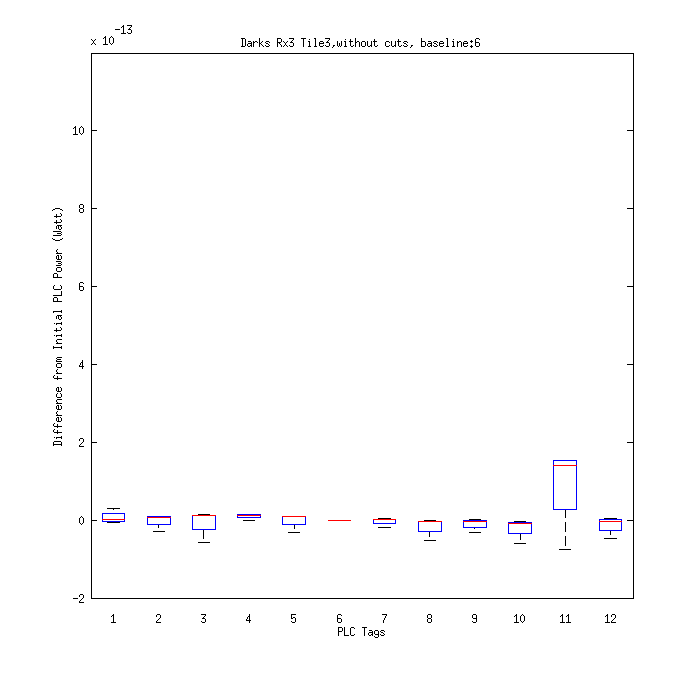 x 10-13
Darks Rx3 Tile3,without cuts, baseline:6
Difference from Initial PLC Power (Watt)
10
8
6
4
2
0
-2
1 2 3 4 5 6 7 8 9 10 11 12
PLC Tags